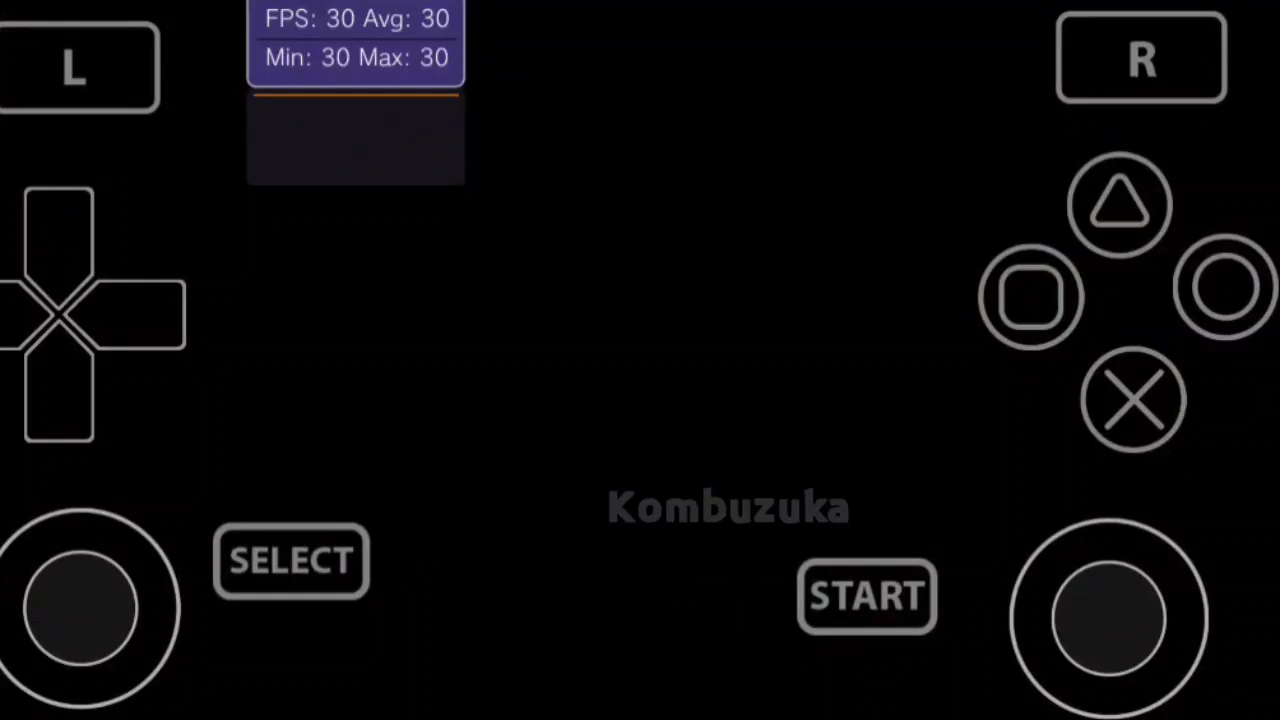 FPS: 30 Avg: 30
Min: 30 Max: 30
L
R
Kombuzuka
SELECT
START